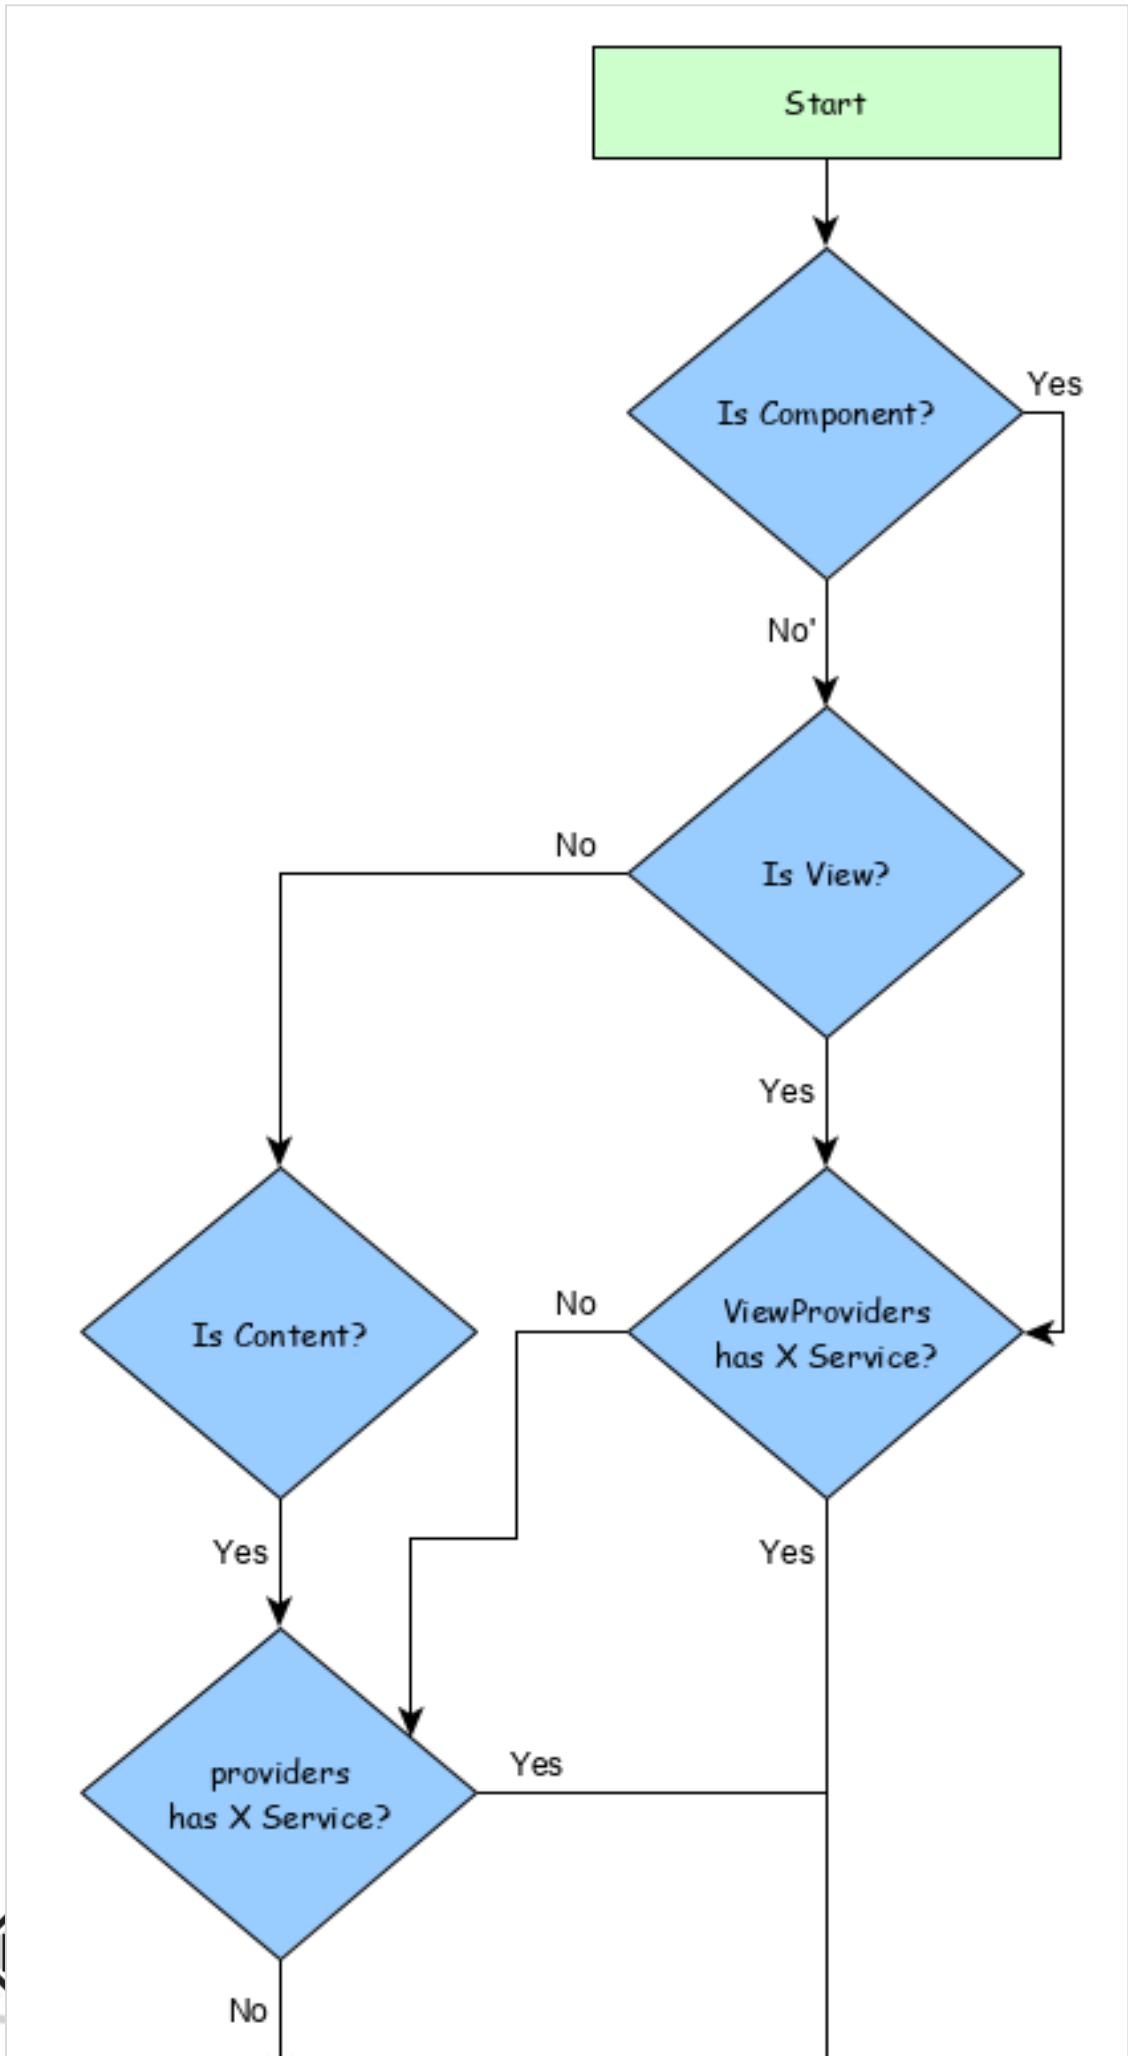 Start
Is Component?
Yes
No'
Is View?
No
Yes
Is Content?
No
ViewProviders
has X Service?
Yes
Yes
providers
has X Service?
Yes
No